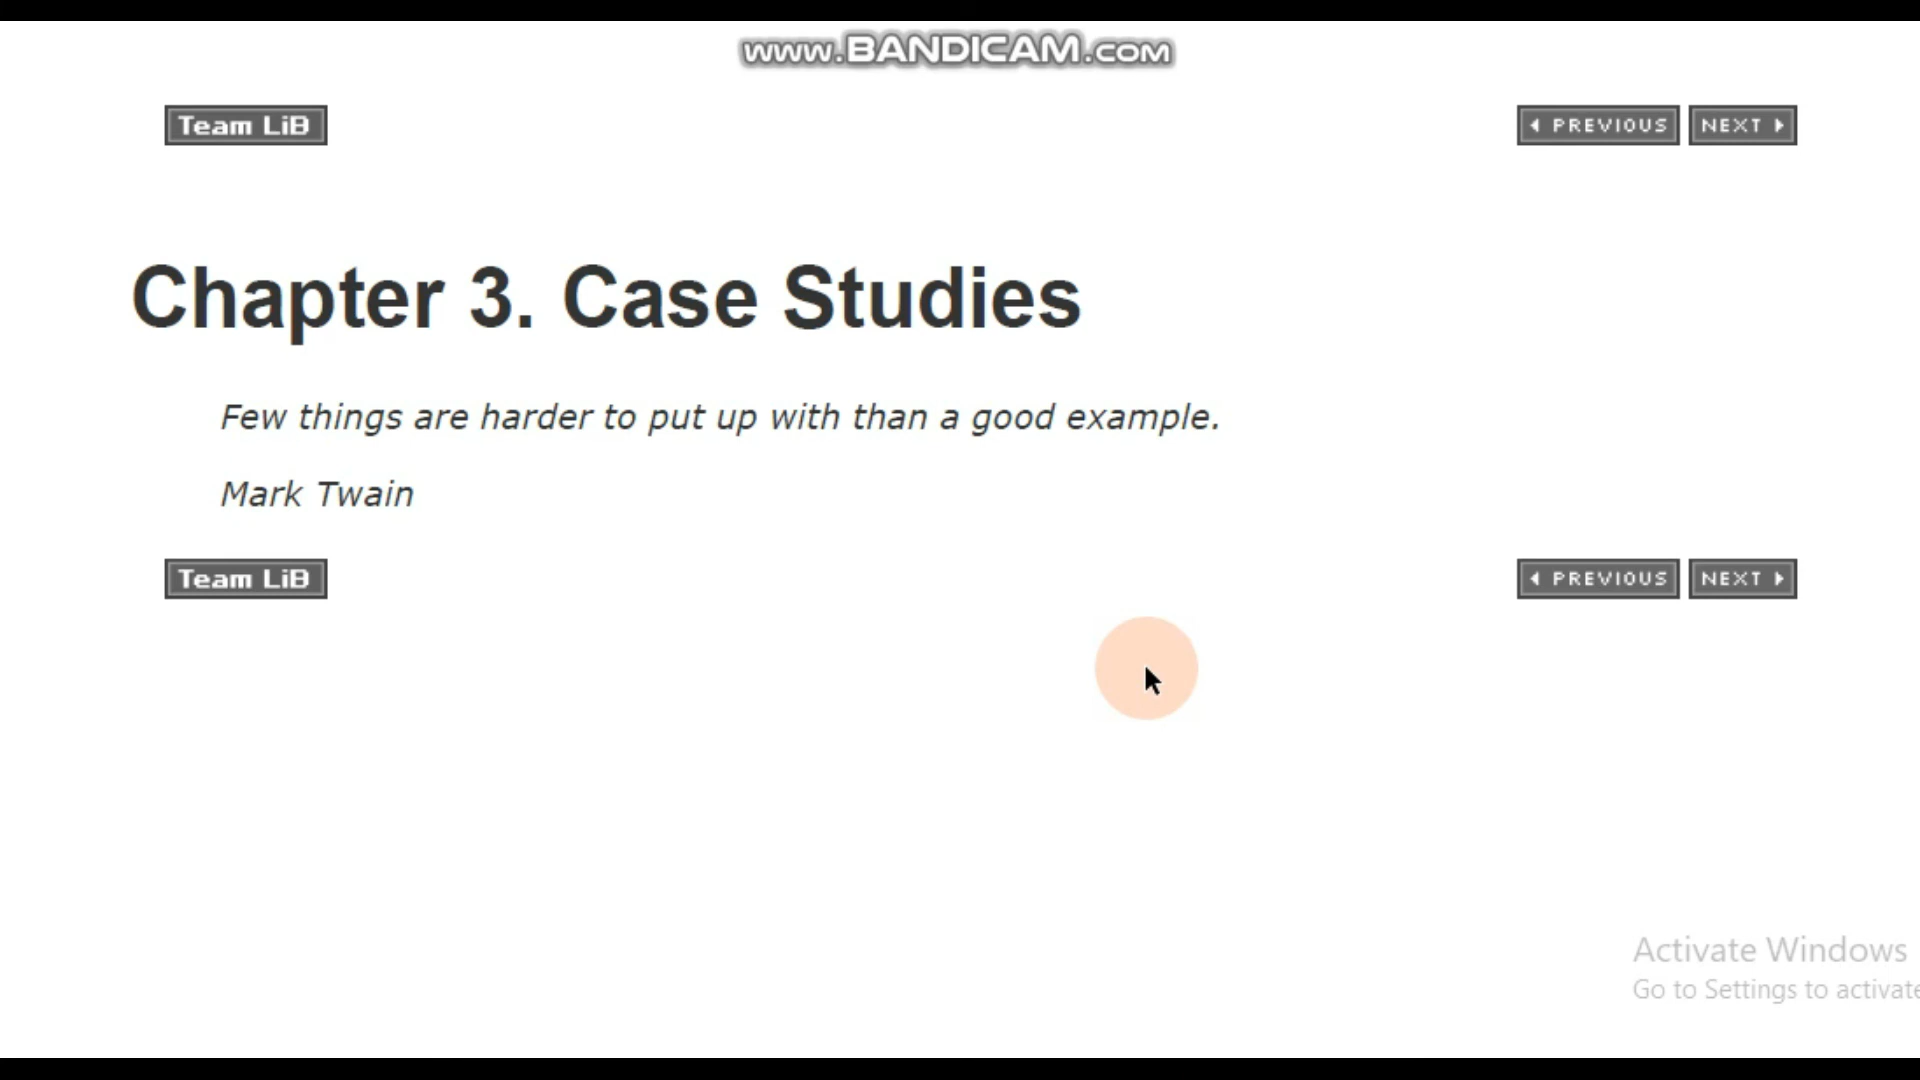 www.BANDICAM.com
Team LiB
PREVIOUS NEXT
Chapter 3. Case Studies
Few things are harder to put up with than a good example.
Mark Twain
Team LiB
PREVIOUS NEXT
Activate Windows
Go to Settings to activate